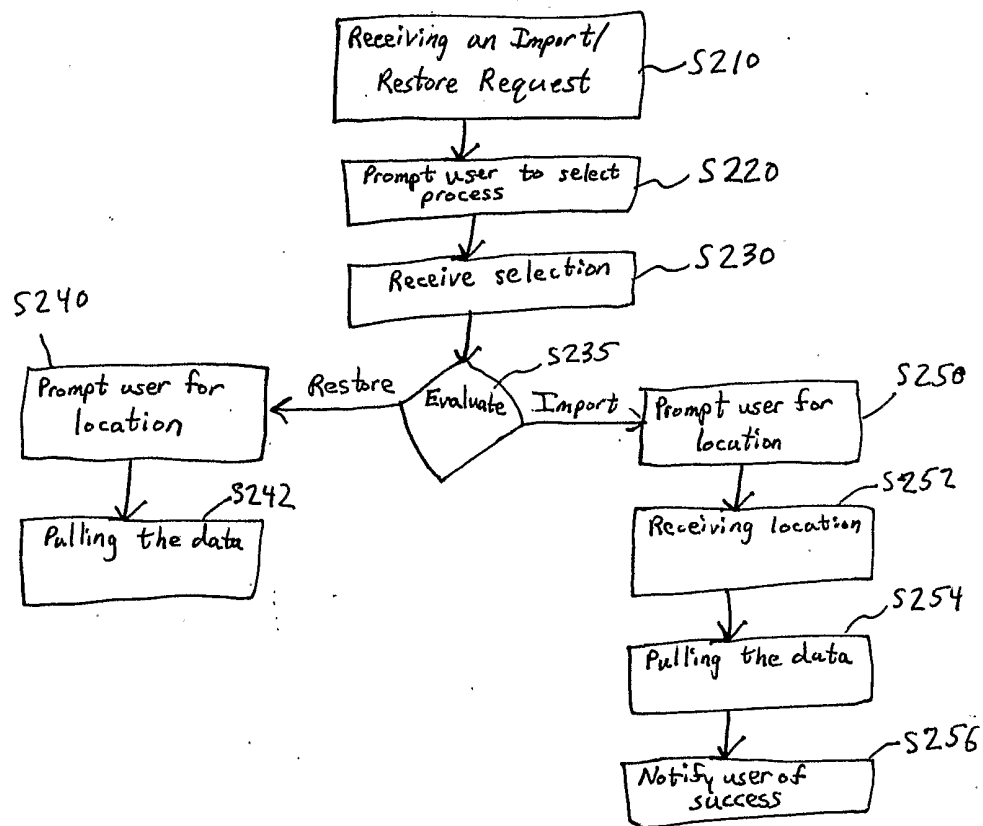 Receiving an Import/
Restore Request
S210
Prompt user to select
process
S220
Receive selection
S230
S235
Evaluate
Restore
Import
S240
Prompt user for
location
S242
Pulling the data
S250
Prompt user for
location
S252
Receiving location
S254
Pulling the data
S256
Notify user of
success